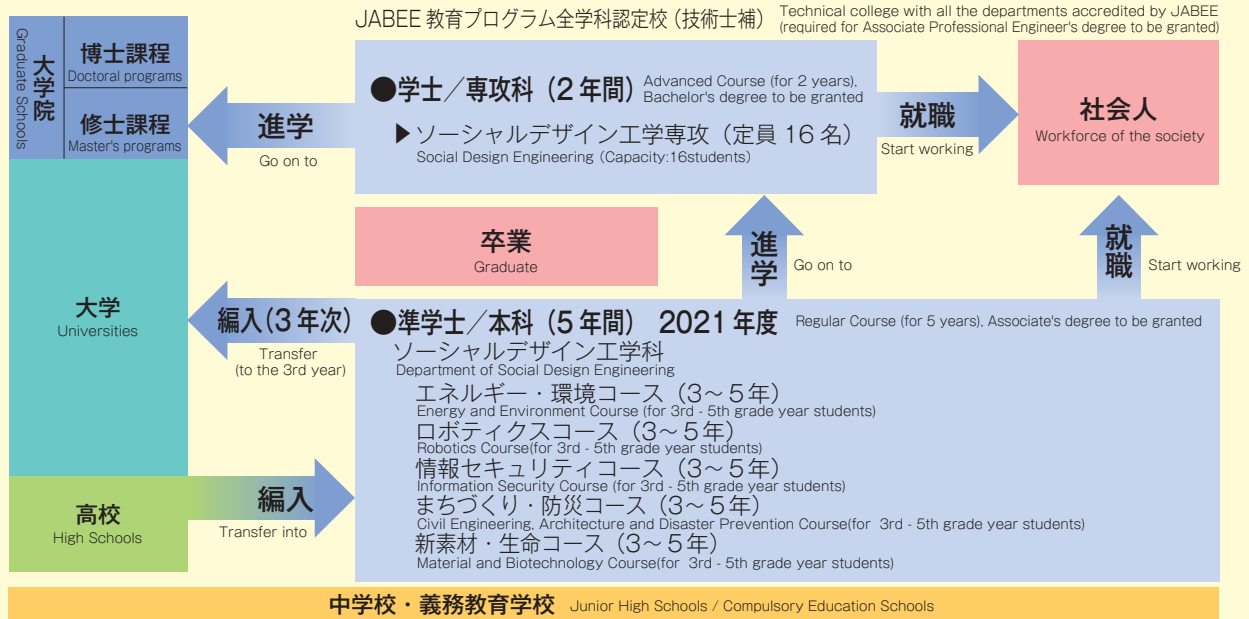 JABEE 教育プログラム全学科認定校（技術士補）
Technical college with all the departments accredited by JABEE
(required for Associate Professional Engineer's degree to be granted)
大学院
Graduate Schools
博士課程
Doctoral programs
修士課程
Master's programs
進学
Go on to
●学士／専攻科（2 年間）
Advanced Course (for 2 years),
Bachelor's degree to be granted
▶ソーシャルデザイン工学専攻（定員 16 名）
Social Design Engineering (Capacity:16students)
就職
Start working
社会人
Workforce of the society
卒業
Graduate
進学
Go on to
就職
Start working
大学
Universities
編入(3 年次)
Transfer
(to the 3rd year)
●準学士／本科（5 年間） 2021 年度
Regular Course (for 5 years), Associate's degree to be granted
ソーシャルデザイン工学科
Department of Social Design Engineering
エネルギー・環境コース（3～ 5 年）
Energy and Environment Course (for 3rd - 5th grade year students)
ロボティクスコース（3～ 5 年）
Robotics Course(for 3rd - 5th grade year students)
情報セキュリティコース（3～ 5 年）
Information Security Course (for 3rd - 5th grade year students)
まちづくり・防災コース（3～ 5 年）
Civil Engineering, Architecture and Disaster Prevention Course(for 3rd - 5th grade year students)
新素材・生命コース（3～ 5 年）
Material and Biotechnology Course(for 3rd - 5th grade year students)
高校
High Schools
編入
Transfer into
中学校・義務教育学校 Junior High Schools / Compulsory Education Schools